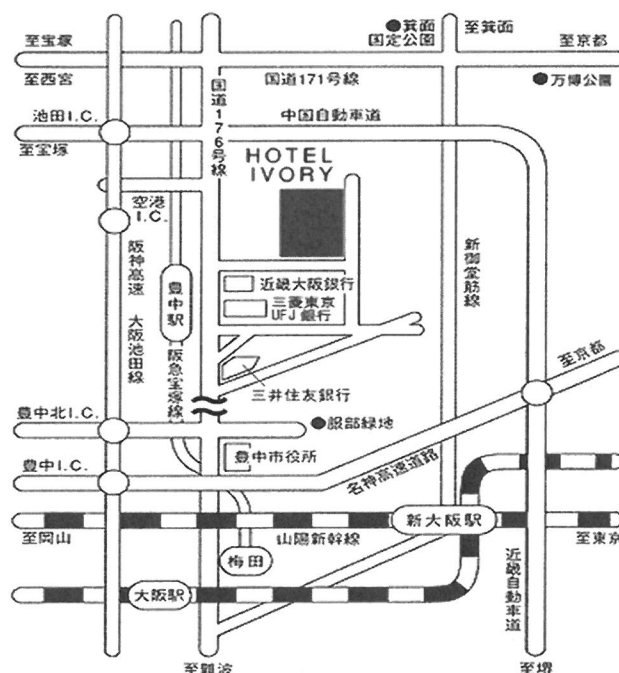 至宝塚
至西宮
●箕面
国定公園
至箕面
至京都
国道171号線
●万博公園
池田I.C.
至宝塚
国道176号線
中国自動車道
HOTEL
IVORY
空港
I.C.
阪神高速 大阪池田線
豊中駅
阪急宝塚線
新御堂筋線
近畿大阪銀行
三菱東京
UFJ銀行
三井住友銀行
至京都
豊中北I.C.
●服部緑地
豊中市役所
豊中I.C.
名神高速道路
至岡山
山陽新幹線
新大阪駅
至東京
梅田
大阪駅
近畿自動車道
至難波
至堺